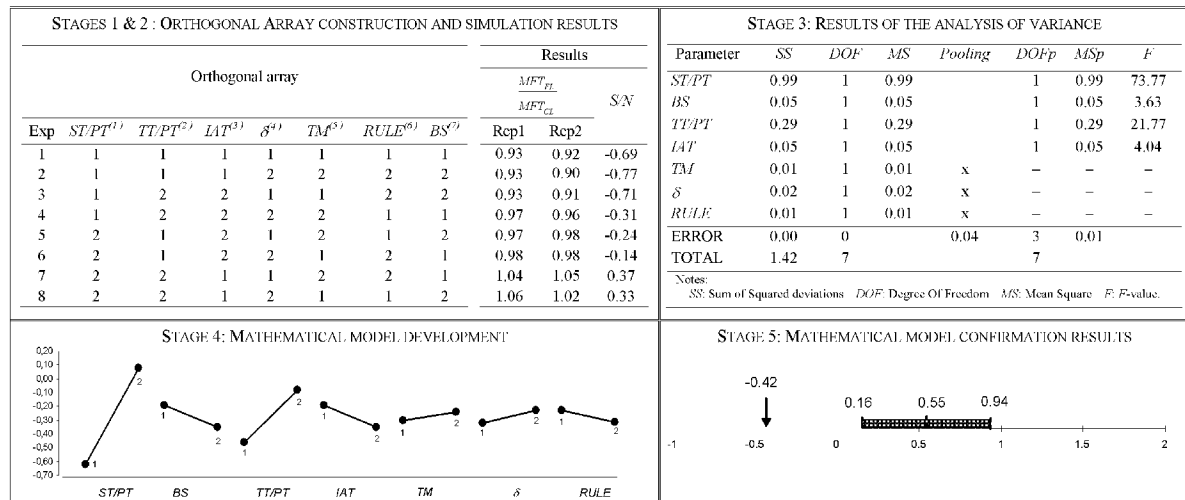 STAGES 1 & 2 : ORTHOGONAL ARRAY CONSTRUCTION AND SIMULATION RESULTS
Orthogonal array Results
MFT_FL / MFT_CL S/N
Exp ST/PT(1) TT/PT(2) IAT(3) δ(4) TM(5) RULE(6) BS(7) Rep1 Rep2
1 1 1 1 1 1 1 1 0.93 0.92 -0.69
2 1 1 1 2 2 2 2 0.93 0.90 -0.77
3 1 2 2 1 1 2 2 0.93 0.91 -0.71
4 1 2 2 2 2 1 1 0.97 0.96 -0.31
5 2 1 2 1 2 1 2 0.97 0.98 -0.24
6 2 1 2 2 1 2 1 0.98 0.98 -0.14
7 2 2 1 1 2 2 1 1.04 1.05 0.37
8 2 2 1 2 1 1 2 1.06 1.02 0.33
STAGE 3: RESULTS OF THE ANALYSIS OF VARIANCE
Parameter SS DOF MS Pooling DOFp MSp F
ST/PT 0.99 1 0.99 1 0.99 73.77
BS 0.05 1 0.05 1 0.05 3.63
TT/PT 0.29 1 0.29 1 0.29 21.77
IAT 0.05 1 0.05 1 0.05 4.04
TM 0.01 1 0.01 x – – –
δ 0.02 1 0.02 x – – –
RULE 0.01 1 0.01 x – – –
ERROR 0.00 0 0.04 3 0.01
TOTAL 1.42 7 7
Notes:
SS: Sum of Squared deviations DOF: Degree Of Freedom MS: Mean Square F: F-value.
STAGE 4: MATHEMATICAL MODEL DEVELOPMENT
0,20
0,10
0,00
-0,10
-0,20
-0,30
-0,40
-0,50
-0,60
-0,70
1 2 1 2 1 2 1 2 1 2 1 2 1 2
ST/PT BS TT/PT IAT TM δ RULE
STAGE 5: MATHEMATICAL MODEL CONFIRMATION RESULTS
-0.42
0.16 0.55 0.94
-1 -0.5 0 0.5 1 1.5 2